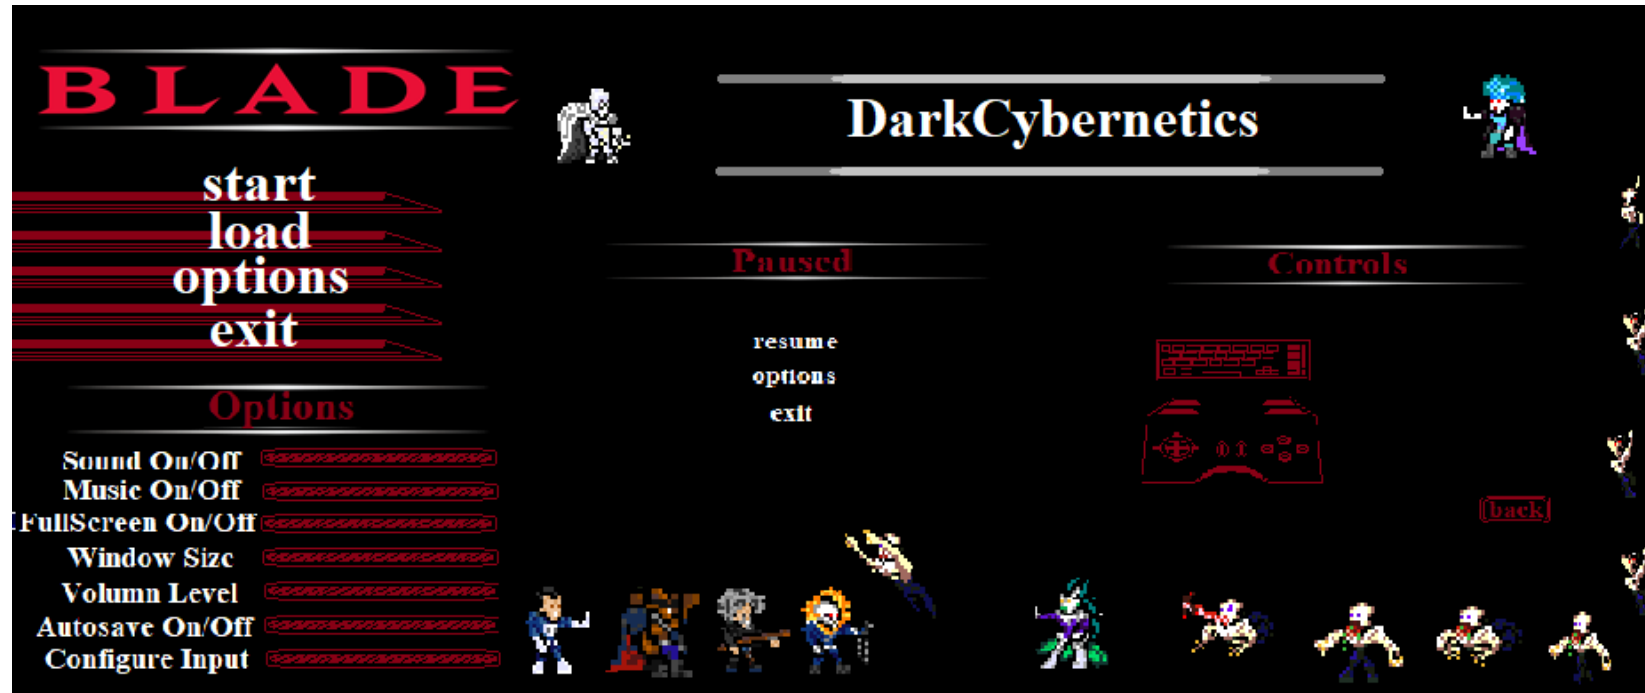 BLADE
start
load
options
exit
Options
Sound On/Off
Music On/Off
FullScreen On/Off
Window Size
Volumn Level
Autosave On/Off
Configure Input
DarkCybernetics
Paused
resume
options
exit
Controls
back